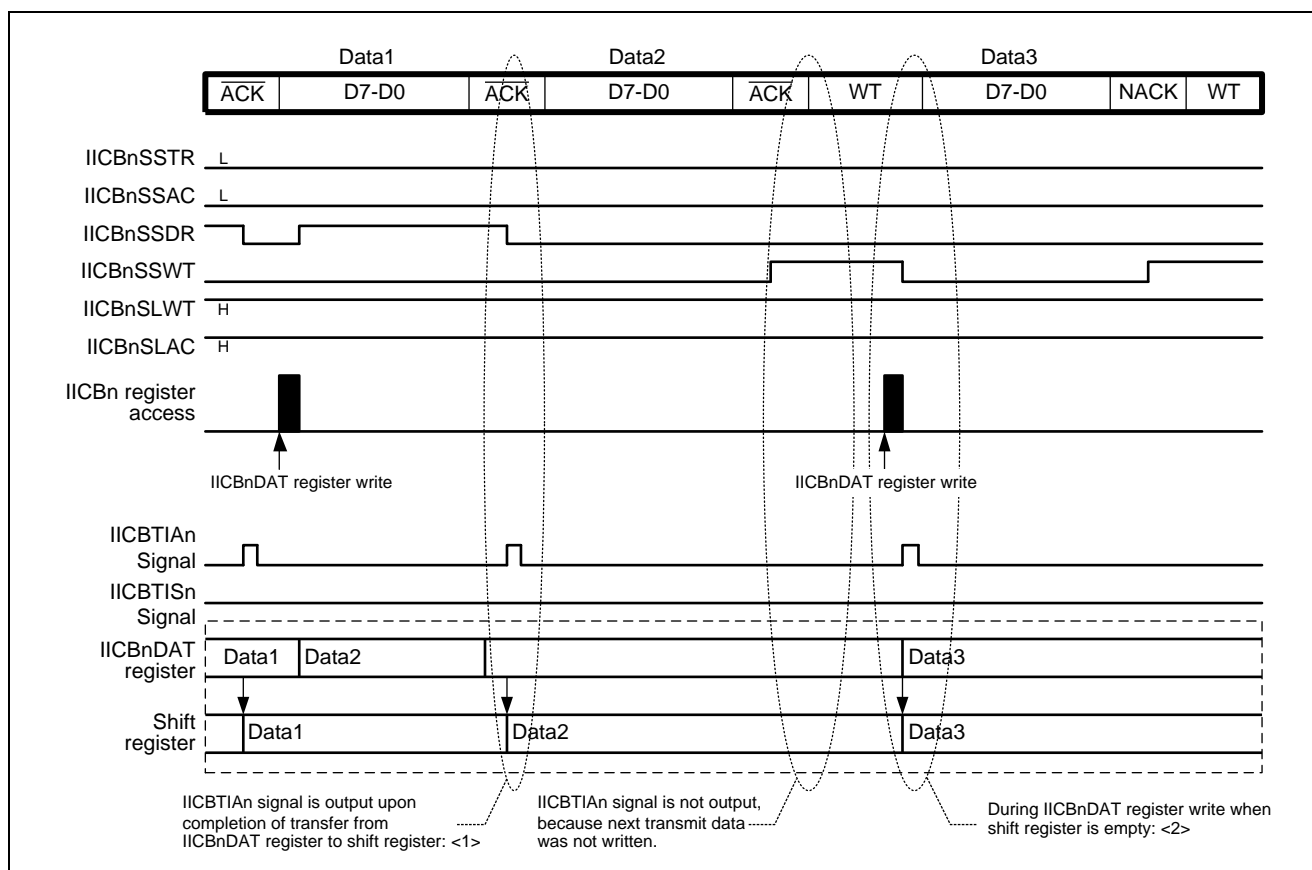 Data1 Data2 Data3
ACK D7-D0 ACK D7-D0 ACK WT D7-D0 NACK WT
IICBnSSTR L
IICBnSSAC L
IICBnSSDR
IICBnSSWT
IICBnSLWT H
IICBnSLAC H
IICBn register
access
IICBnDAT register write IICBnDAT register write
IICBTIAn
Signal
IICBTISn
Signal
IICBnDAT
register
Data1 Data2 Data3
Shift
register
Data1 Data2 Data3
IICBTIAn signal is output upon
completion of transfer from
IICBnDAT register to shift register: <1>
IICBTIAn signal is not output,
because next transmit data
was not written.
During IICBnDAT register write when
shift register is empty: <2>